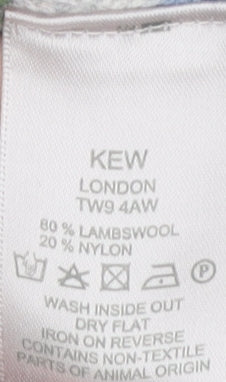 KEW
LONDON
TW9 4AW
80 % LAMBSWOOL
20 % NYLON
P
WASH INSIDE OUT
DRY FLAT
IRON ON REVERSE
CONTAINS NON-TEXTILE
PARTS OF ANIMAL ORIGIN